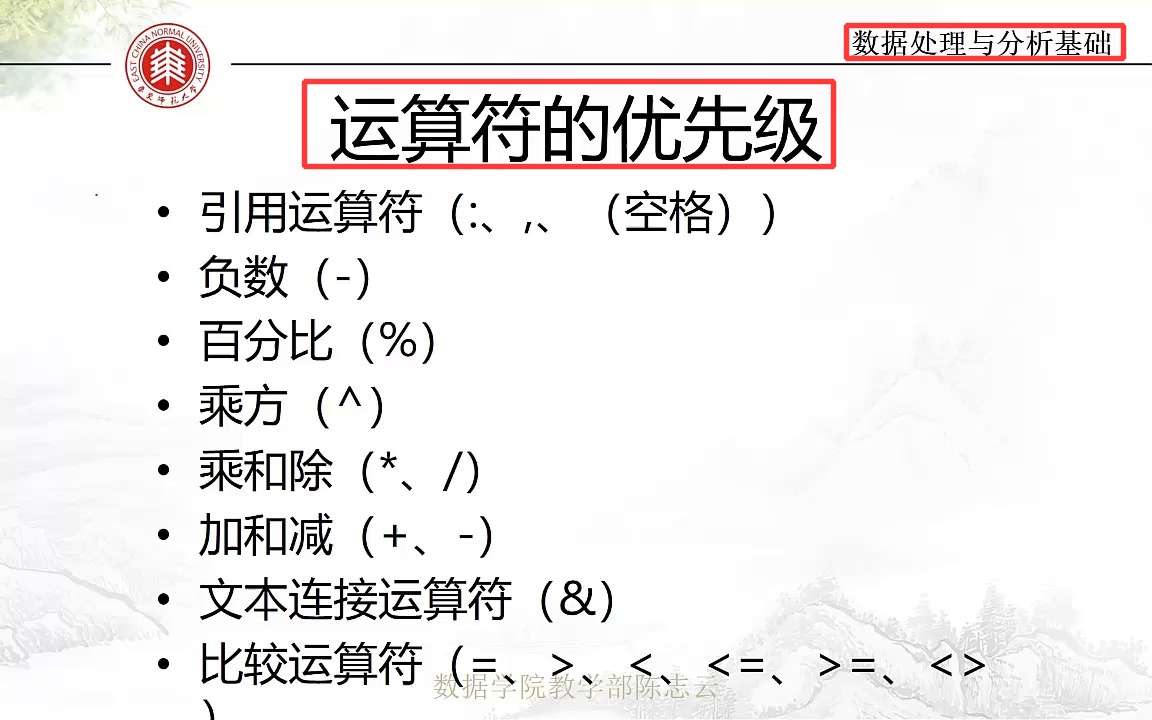 EAST CHINA NORMAL UNIVERSITY
华东师范大学
数据处理与分析基础
运算符的优先级
• 引用运算符（:、,、（空格））
• 负数（-）
• 百分比（%）
• 乘方（^）
• 乘和除（*、/）
• 加和减（+、-）
• 文本连接运算符（&）
• 比较运算符（=、>、<、<=、>=、<>
）
数据学院教学部陈志云